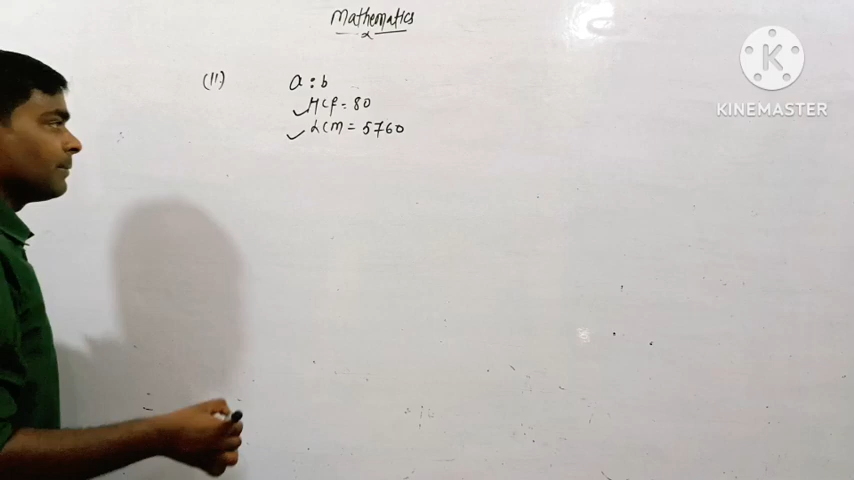 Mathematics
(11)
a : b
✓ HCF = 80
✓ LCM = 5760
K
KINEMASTER